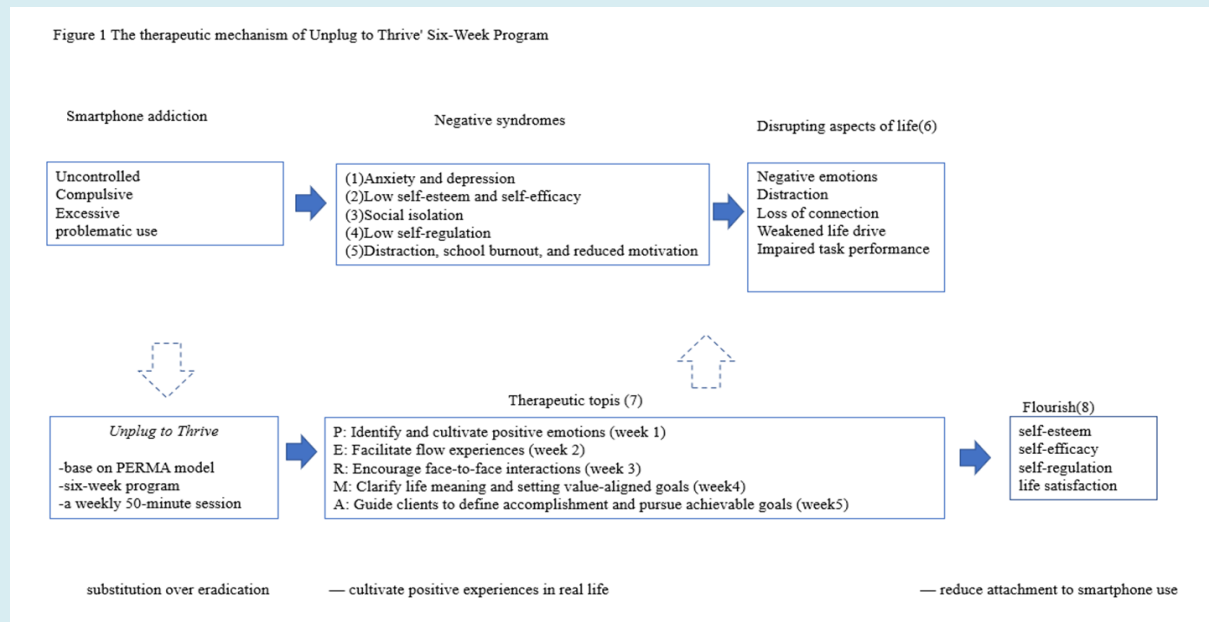 Figure 1 The therapeutic mechanism of Unplug to Thrive' Six-Week Program
Smartphone addiction
Uncontrolled
Compulsive
Excessive
problematic use
Negative syndromes
(1)Anxiety and depression
(2)Low self-esteem and self-efficacy
(3)Social isolation
(4)Low self-regulation
(5)Distraction, school burnout, and reduced motivation
Disrupting aspects of life(6)
Negative emotions
Distraction
Loss of connection
Weakened life drive
Impaired task performance
Unplug to Thrive
-base on PERMA model
-six-week program
-a weekly 50-minute session
Therapeutic topis (7)
P: Identify and cultivate positive emotions (week 1)
E: Facilitate flow experiences (week 2)
R: Encourage face-to-face interactions (week 3)
M: Clarify life meaning and setting value-aligned goals (week4)
A: Guide clients to define accomplishment and pursue achievable goals (week5)
Flourish(8)
self-esteem
self-efficacy
self-regulation
life satisfaction
substitution over eradication
— cultivate positive experiences in real life
— reduce attachment to smartphone use